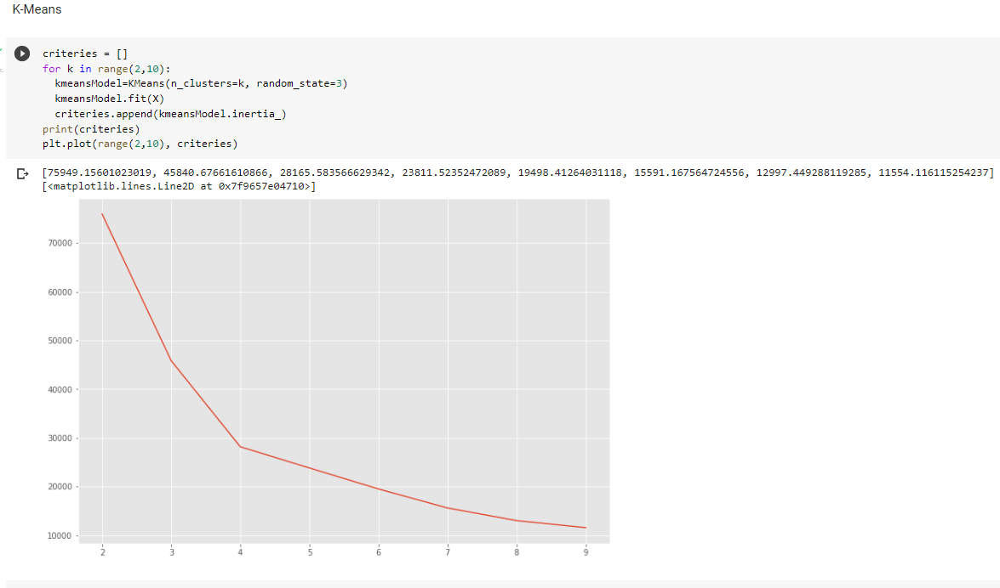 K-Means
criteries = []
for k in range(2,10):
  kmeansModel=KMeans(n_clusters=k, random_state=3)
  kmeansModel.fit(X)
  criteries.append(kmeansModel.inertia_)
print(criteries)
plt.plot(range(2,10), criteries)
[75949.15601023019, 45840.67661610866, 28165.583566629342, 23811.52352472089, 19498.41264031118, 15591.167564724556, 12997.449288119285, 11554.116115254237]
[<matplotlib.lines.Line2D at 0x7f9657e04710>]
70000
60000
50000
40000
30000
20000
10000
2 3 4 5 6 7 8 9